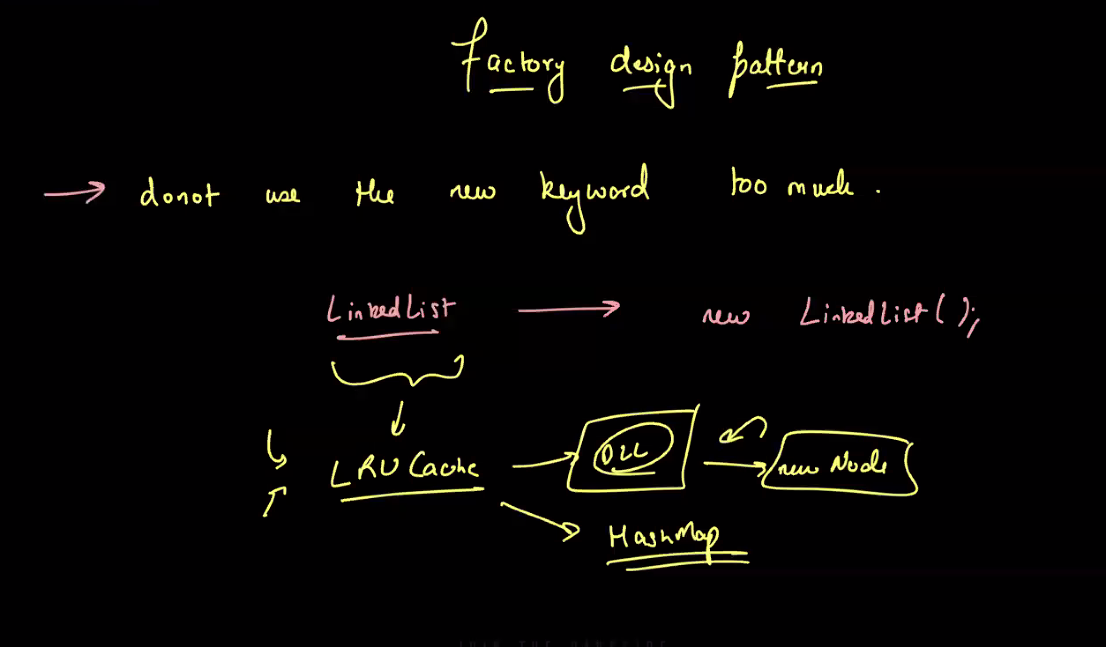 Factory design pattern
→ donot use the new keyword too much.
LinkedList → new LinkedList();
LRU Cache → DLL → new Node
HashMap